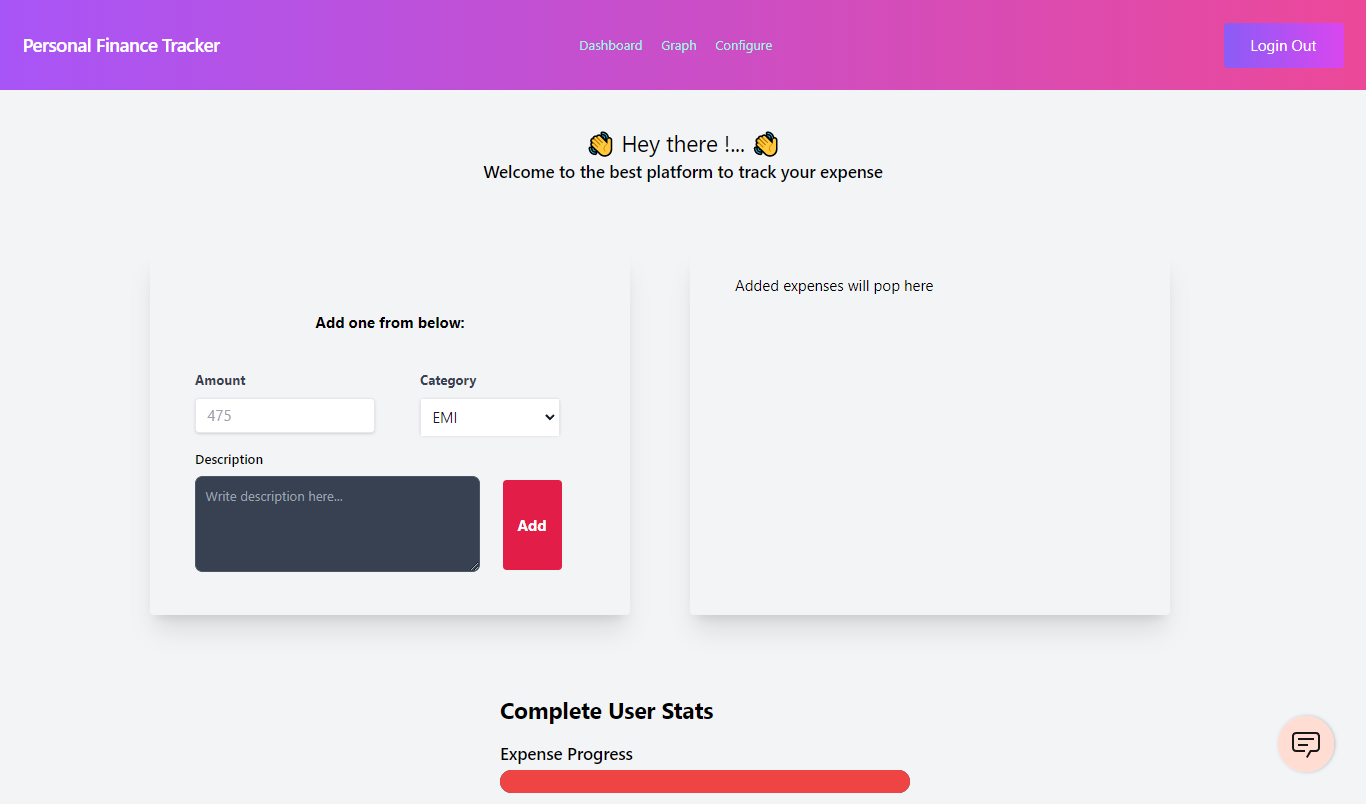 Personal Finance Tracker
Dashboard Graph Configure
Login Out
👋 Hey there !... 👋
Welcome to the best platform to track your expense
Add one from below:
Amount
475
Category
EMI
Description
Write description here...
Add
Added expenses will pop here
Complete User Stats
Expense Progress